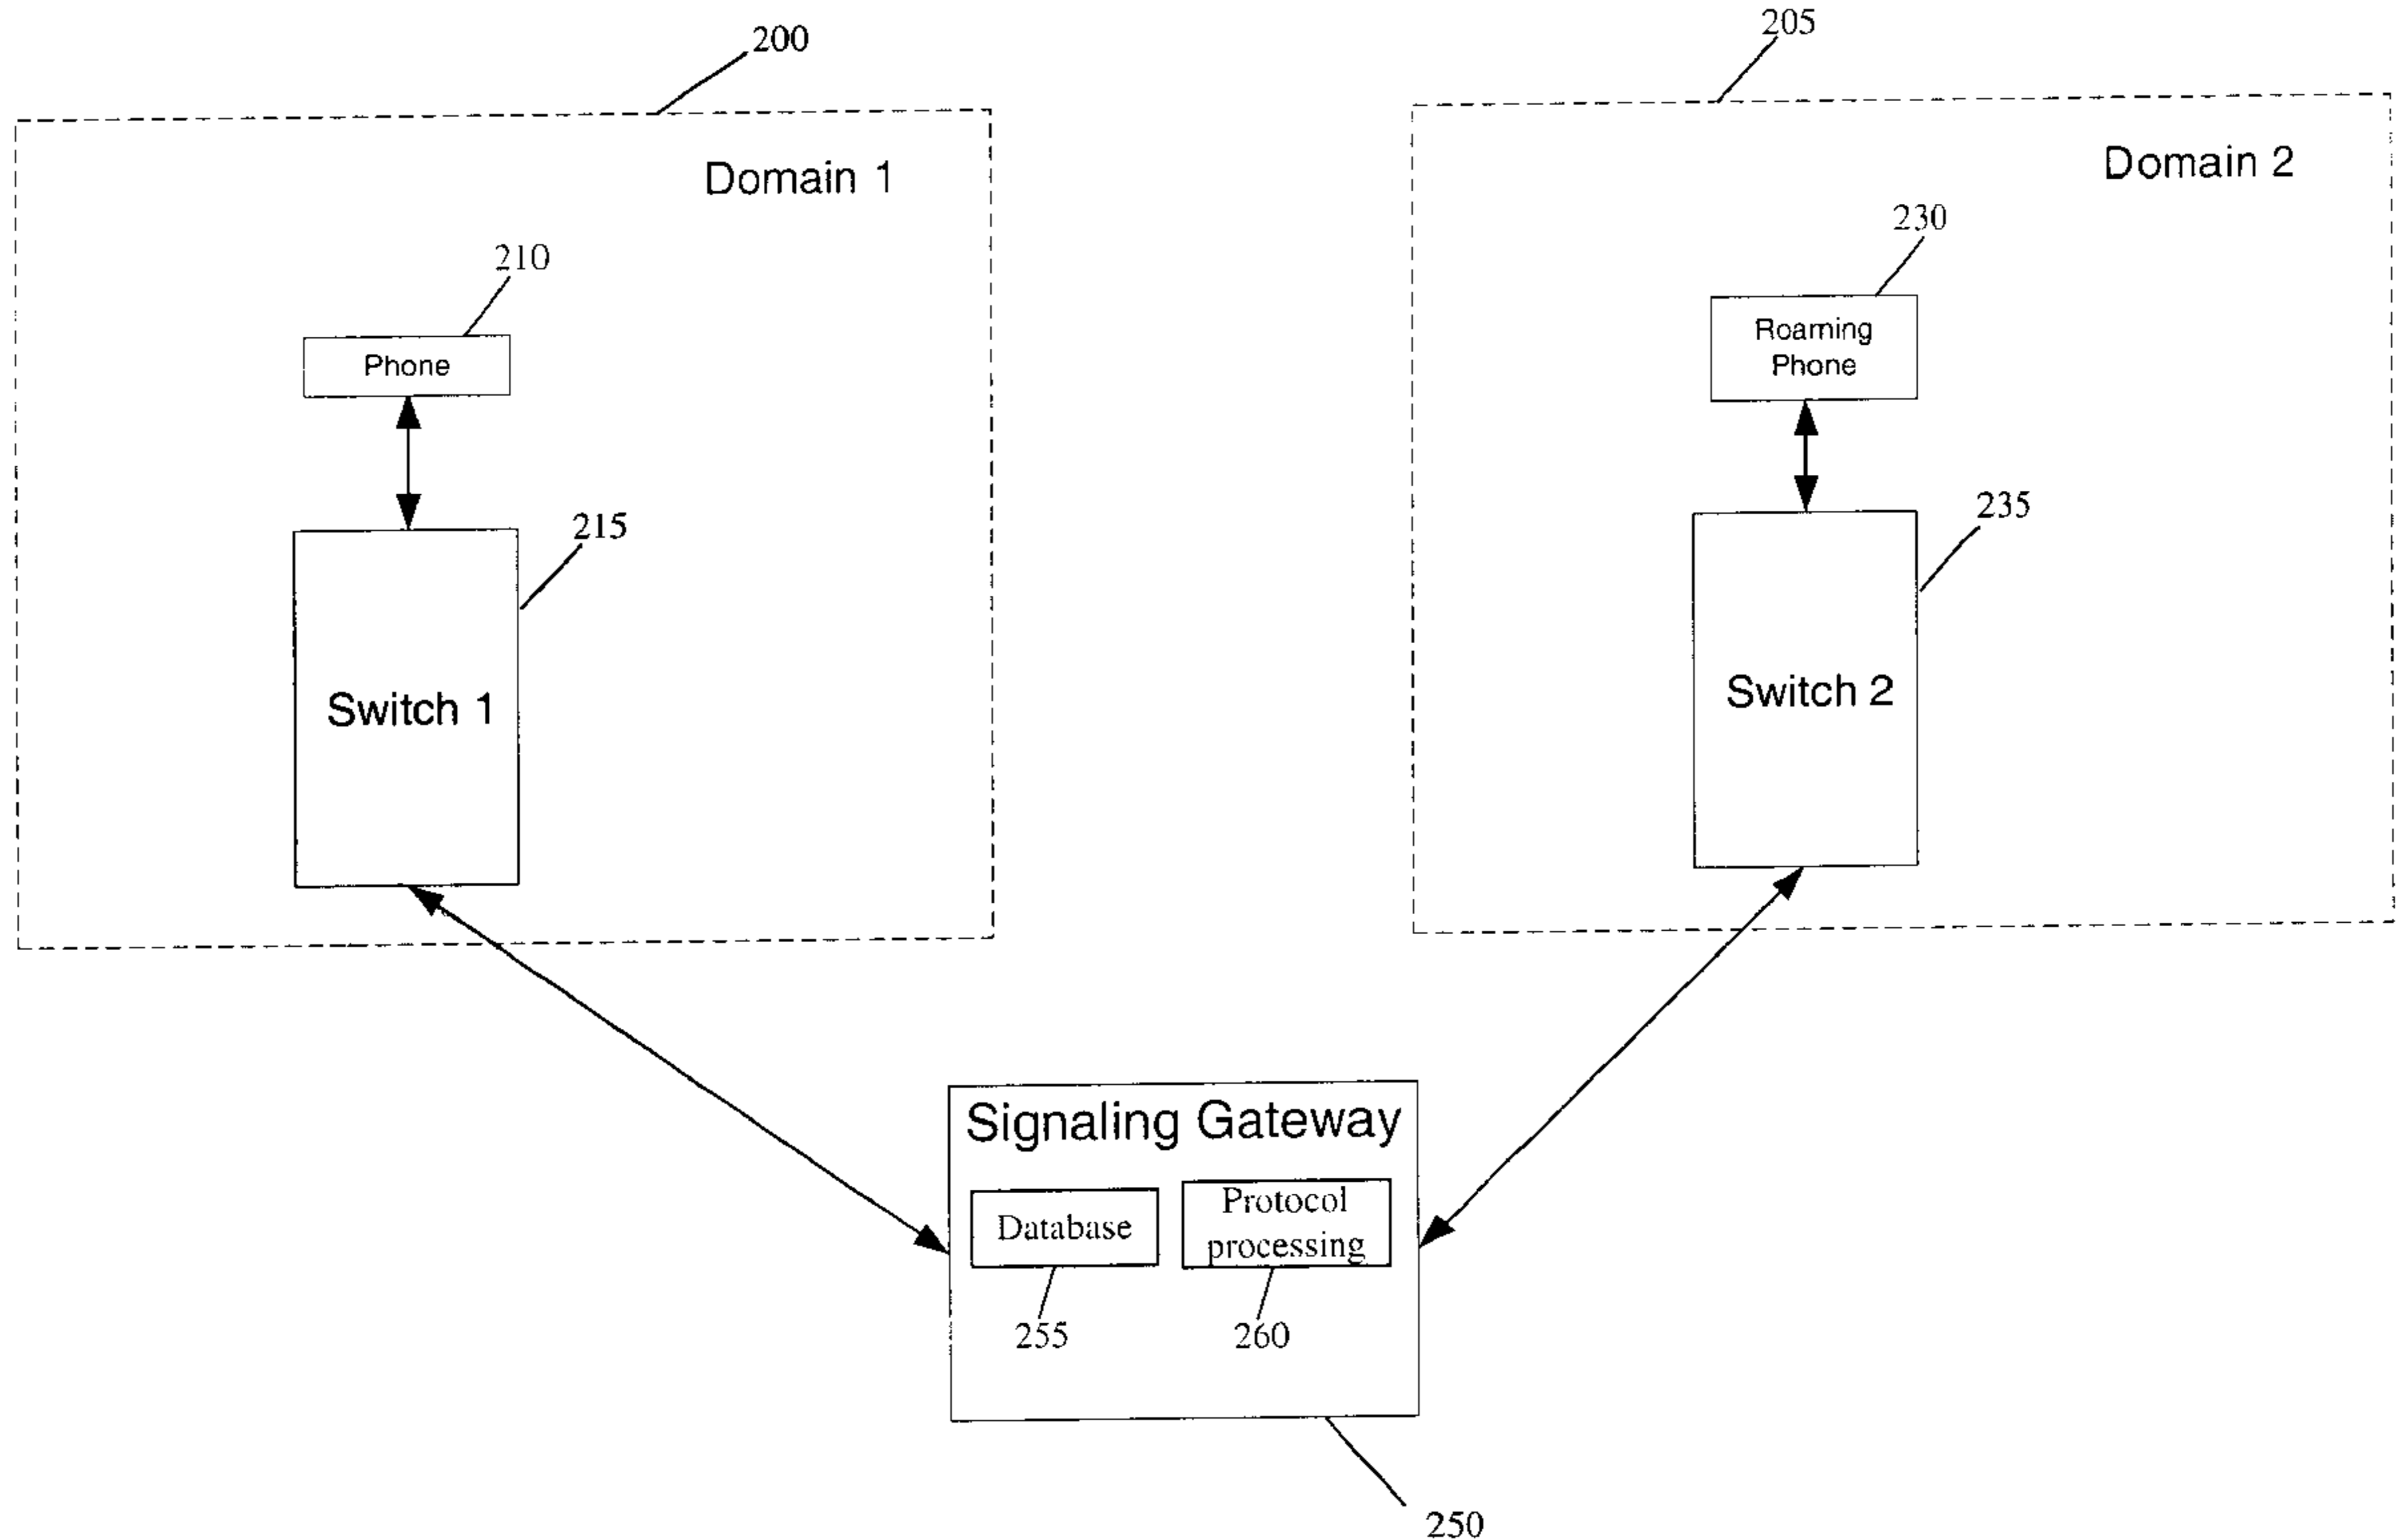 200
205
Domain 1
Domain 2
210
230
Phone
Roaming
Phone
215
235
Switch 1
Switch 2
Signaling Gateway
Database
Protocol
processing
255
260
250